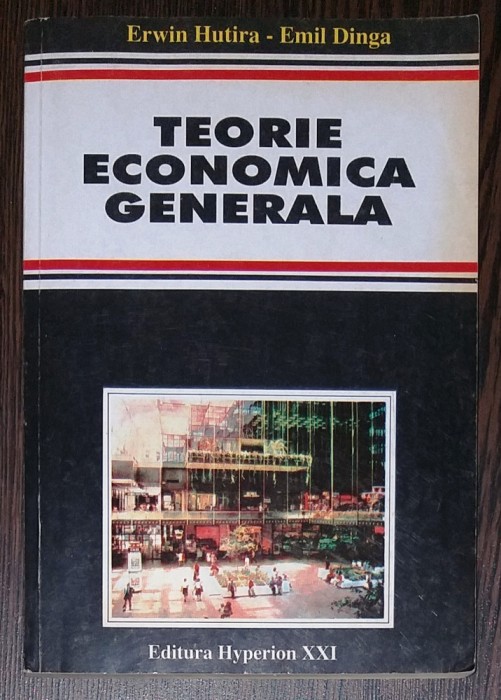 Erwin Hutira - Emil Dinga
TEORIE
ECONOMICA
GENERALA
Editura Hyperion XXI